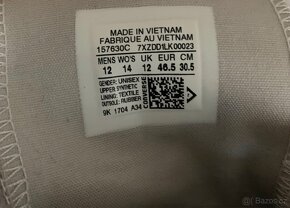 MADE IN VIETNAM
FABRIQUE AU VIETNAM
157630C 7XZDD1LK00023
MENS WO'S UK EUR CM
12 14 12 46.5 30.5
GENDER: UNISEX
UPPER: SYNTHETIC
LINING: TEXTILE
OUTSOLE: RUBBER
9K 1704 A34
CONVERSE
Bazos.cz